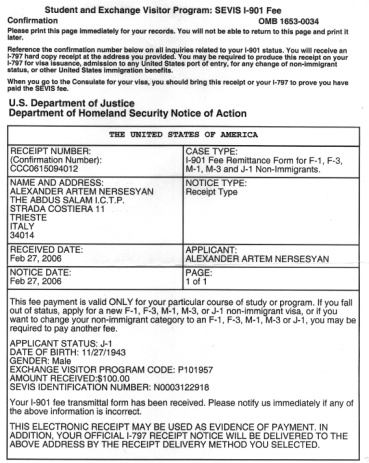 Student and Exchange Visitor Program: SEVIS I-901 Fee
Confirmation OMB 1653-0034
Please print this page immediately for your records. You will not be able to return to this page and print it
later.
Reference the confirmation number below on all inquiries related to your I-901 status. You will receive an
I-797 hard copy receipt at the address you provided. You may be required to produce this receipt on your
I-797 for visa issuance, admission to any United States port of entry, for any change of non-immigrant
status, or other United States immigration benefits.
When you go to the Consulate for your visa, you should bring this receipt or your I-797 to prove you have
paid the SEVIS fee.
U.S. Department of Justice
Department of Homeland Security Notice of Action
THE UNITED STATES OF AMERICA
RECEIPT NUMBER:
(Confirmation Number):
CCC0615094012
CASE TYPE:
I-901 Fee Remittance Form for F-1, F-3,
M-1, M-3 and J-1 Non-Immigrants.
NAME AND ADDRESS:
ALEXANDER ARTEM NERSESYAN
THE ABDUS SALAM I.C.T.P.
STRADA COSTIERA 11
TRIESTE
ITALY
34014
NOTICE TYPE:
Receipt Type
RECEIVED DATE:
Feb 27, 2006
APPLICANT:
ALEXANDER ARTEM NERSESYAN
NOTICE DATE:
Feb 27, 2006
PAGE:
1 of 1
This fee payment is valid ONLY for your particular course of study or program. If you fall
out of status, apply for a new F-1, F-3, M-1, M-3, or J-1 non-immigrant visa, or if you
want to change your non-immigrant category to an F-1, F-3, M-1, M-3 or J-1, you may be
required to pay another fee.
APPLICANT STATUS: J-1
DATE OF BIRTH: 11/27/1943
GENDER: Male
EXCHANGE VISITOR PROGRAM CODE: P101957
AMOUNT RECEIVED:$100.00
SEVIS IDENTIFICATION NUMBER: N0003122918
Your I-901 fee transmittal form has been received. Please notify us immediately if any of
the above information is incorrect.
THIS ELECTRONIC RECEIPT MAY BE USED AS EVIDENCE OF PAYMENT. IN
ADDITION, YOUR OFFICIAL I-797 RECEIPT NOTICE WILL BE DELIVERED TO THE
ABOVE ADDRESS BY THE RECEIPT DELIVERY METHOD YOU SELECTED.